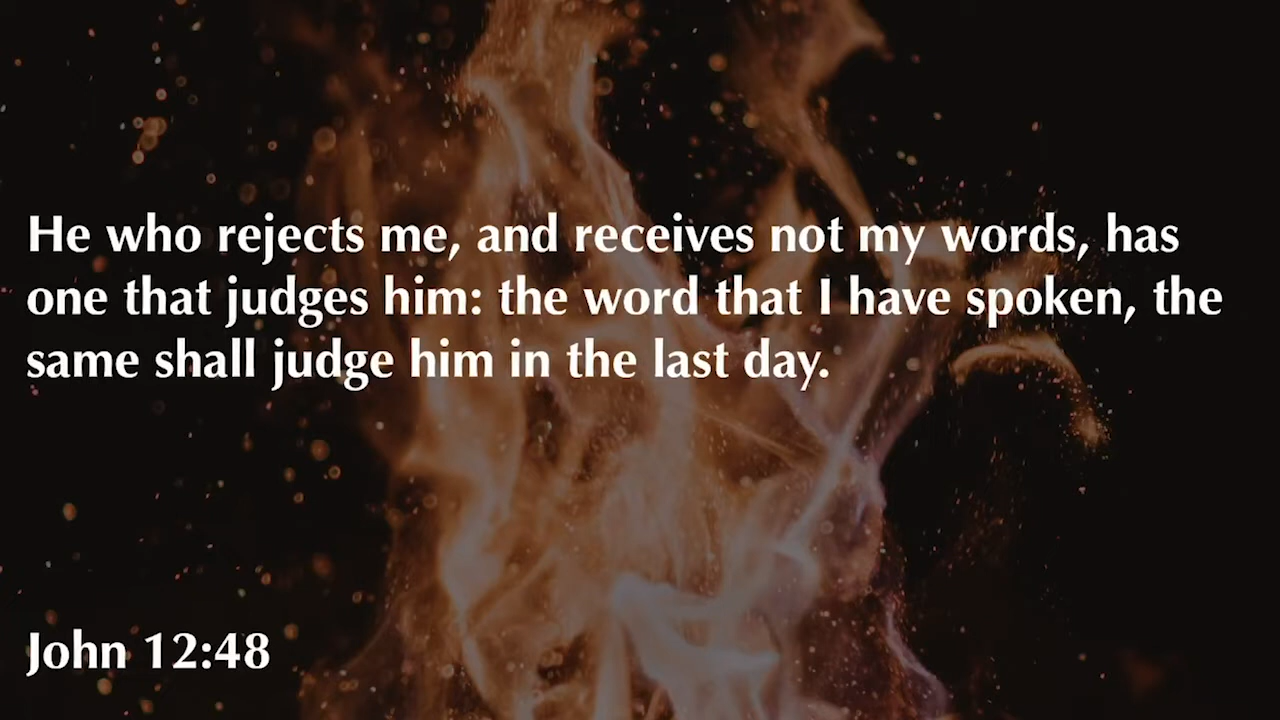 He who rejects me, and receives not my words, has
one that judges him: the word that I have spoken, the
same shall judge him in the last day.
John 12:48